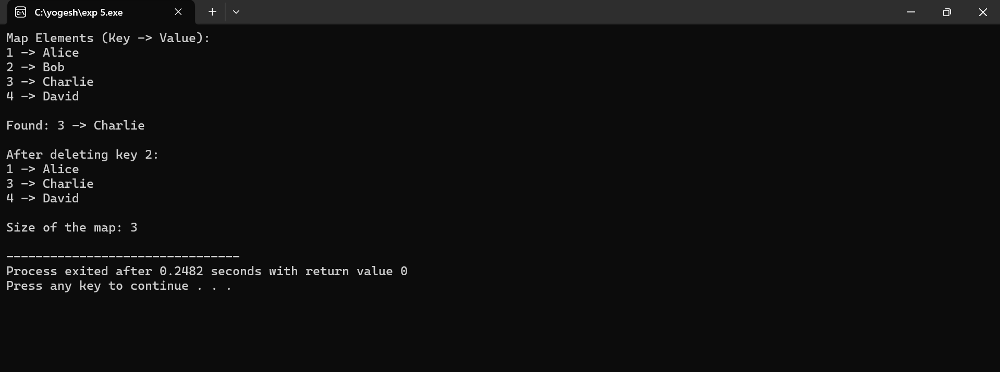 C:\yogesh\exp 5.exe
Map Elements (Key -> Value):
1 -> Alice
2 -> Bob
3 -> Charlie
4 -> David
Found: 3 -> Charlie
After deleting key 2:
1 -> Alice
3 -> Charlie
4 -> David
Size of the map: 3
--------------------------------
Process exited after 0.2482 seconds with return value 0
Press any key to continue . . .